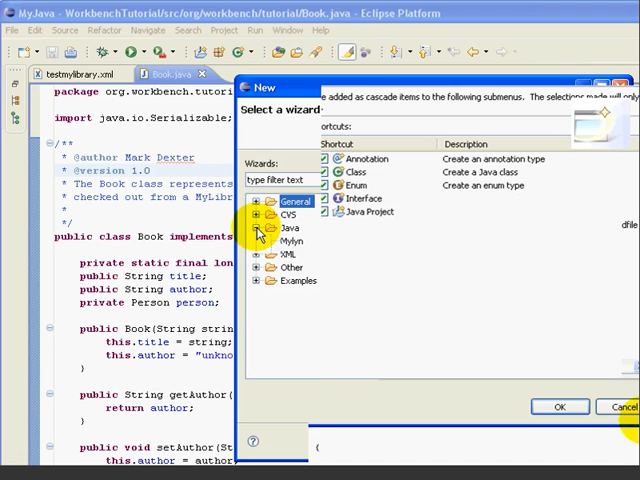 MyJava - WorkbenchTutorial/src/org/workbench/tutorial/Book.java - Eclipse Platform
File Edit Source Refactor Navigate Search Project Run Window Help
testmylibrary.xml Book.java
package org.workbench.tutori
import java.io.Serializable;
/**
* @author Mark Dexter
* @version 1.0
* The Book class represents
* checked out from a MyLibr
*/
public class Book implements
private static final lon
public String title;
public String author;
private Person person;
public Book(String strin
this.title = string;
this.author = "unkno
}
public String getAuthor(
return author;
}
public void setAuthor(St
this.author = author;
New
e added as cascade items to the following submenus. The selections made will only
Select a wizard
ortcuts:
Shortcut Description
Wizards:
type filter text
General
CVS
Java
Mylyn
XML
Other
Examples
Annotation Create an annotation type
Class Create a Java class
Enum Create an enum type
Interface
Java Project
dfile
OK Cancel
?
{